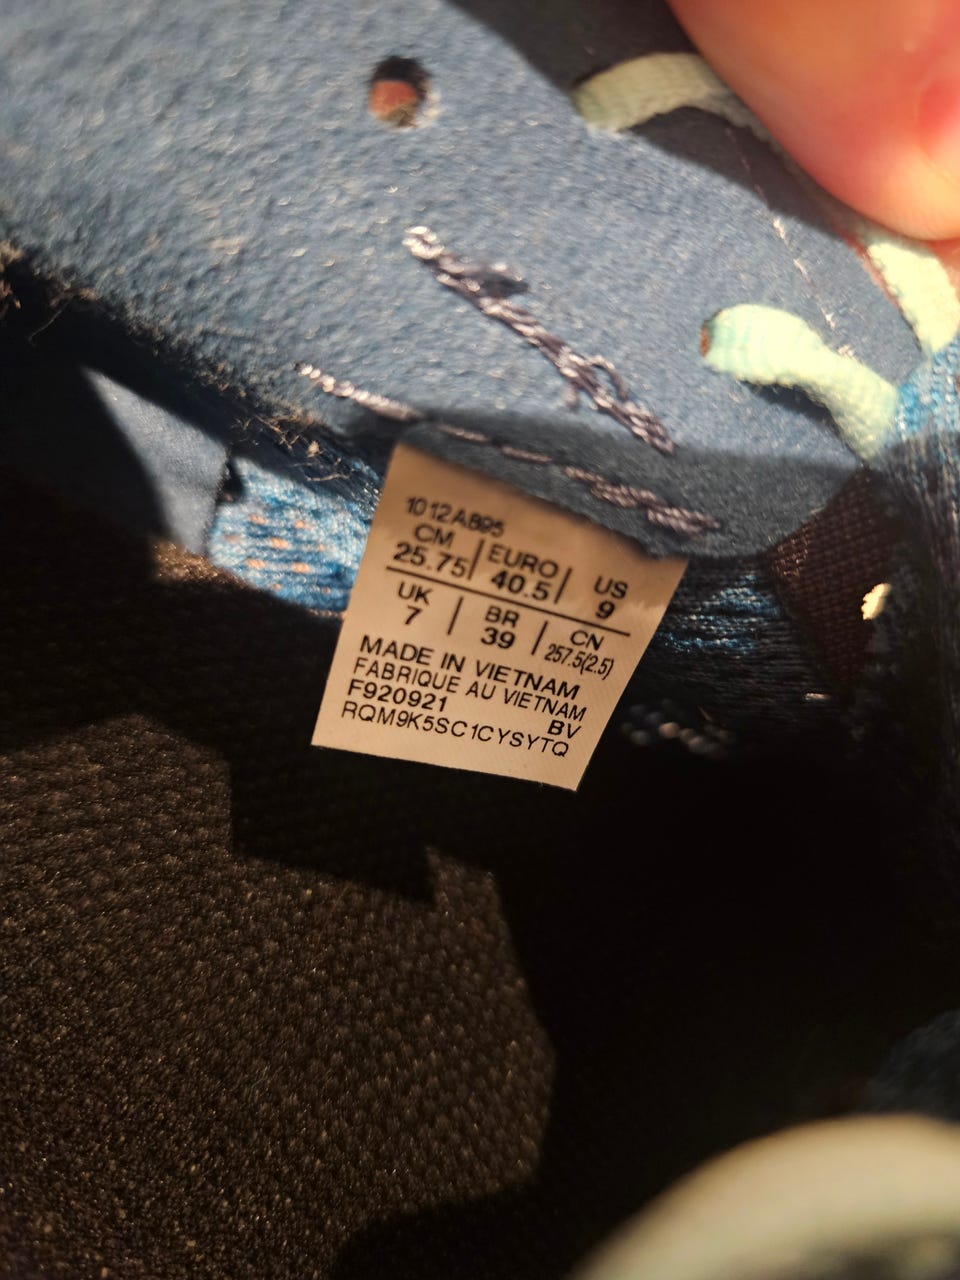 1012A895
CM 25.75 | EURO 40.5 | US 9
UK 7 | BR 39 | CN 257.5(2.5)
MADE IN VIETNAM
FABRIQUE AU VIETNAM
F920921 BV
RQM9K5SC1CYSYTQ